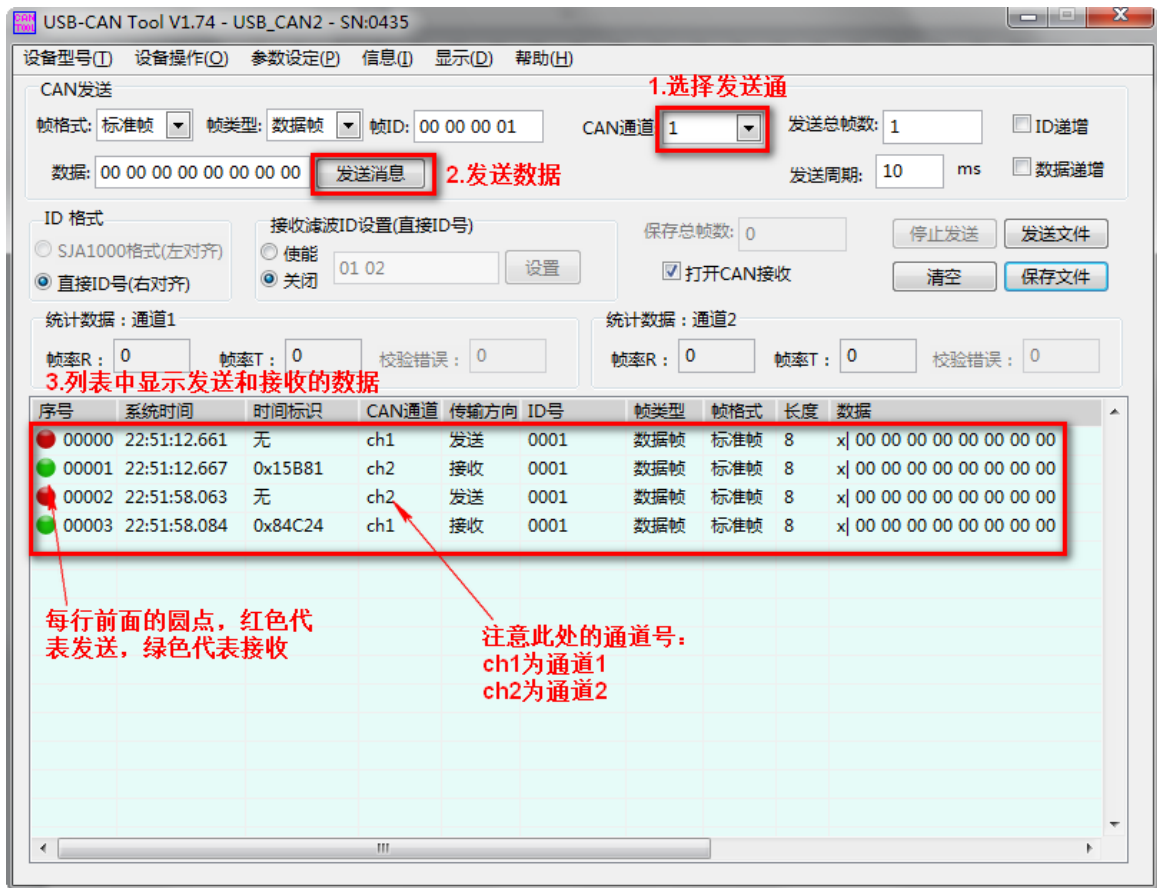 USB-CAN Tool V1.74 - USB_CAN2 - SN:0435
设备型号(T) 设备操作(O) 参数设定(P) 信息(I) 显示(D) 帮助(H)
CAN发送
1.选择发送通
帧格式: 标准帧 帧类型: 数据帧 帧ID: 00 00 00 01 CAN通道 1 发送总帧数: 1 ID递增
数据: 00 00 00 00 00 00 00 00 发送消息 2.发送数据 发送周期: 10 ms 数据递增
ID 格式 接收滤波ID设置(直接ID号)
SJA1000格式(左对齐) 使能 01 02 设置 保存总帧数: 0 停止发送 发送文件
直接ID号(右对齐) 关闭 打开CAN接收 清空 保存文件
统计数据：通道1 统计数据：通道2
帧率R： 0 帧率T： 0 校验错误： 0 帧率R： 0 帧率T： 0 校验错误： 0
3.列表中显示发送和接收的数据
序号 系统时间 时间标识 CAN通道 传输方向 ID号 帧类型 帧格式 长度 数据
00000 22:51:12.661 无 ch1 发送 0001 数据帧 标准帧 8 x| 00 00 00 00 00 00 00 00
00001 22:51:12.667 0x15B81 ch2 接收 0001 数据帧 标准帧 8 x| 00 00 00 00 00 00 00 00
00002 22:51:58.063 无 ch2 发送 0001 数据帧 标准帧 8 x| 00 00 00 00 00 00 00 00
00003 22:51:58.084 0x84C24 ch1 接收 0001 数据帧 标准帧 8 x| 00 00 00 00 00 00 00 00
每行前面的圆点，红色代
表发送，绿色代表接收
注意此处的通道号：
ch1为通道1
ch2为通道2